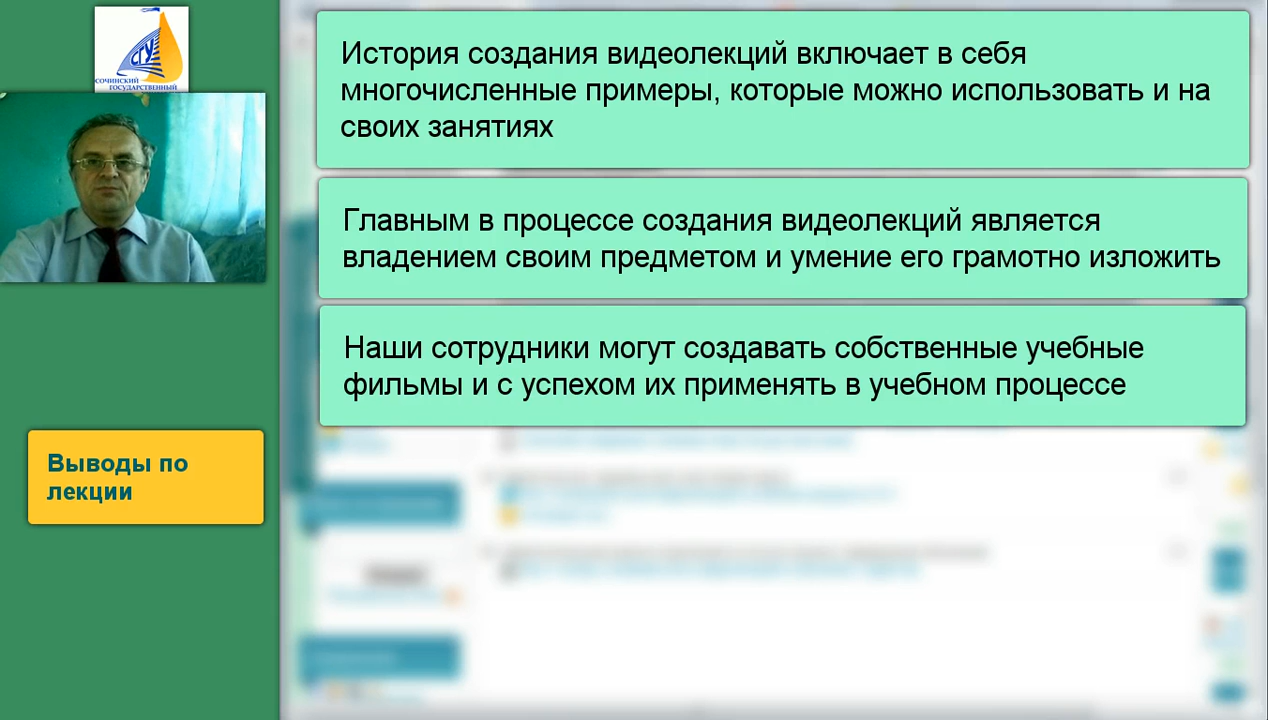 СГУ
СОЧИНСКИЙ
ГОСУДАРСТВЕННЫЙ
История создания видеолекций включает в себя
многочисленные примеры, которые можно использовать и на
своих занятиях
Главным в процессе создания видеолекций является
владением своим предметом и умение его грамотно изложить
Наши сотрудники могут создавать собственные учебные
фильмы и с успехом их применять в учебном процессе
Выводы по
лекции